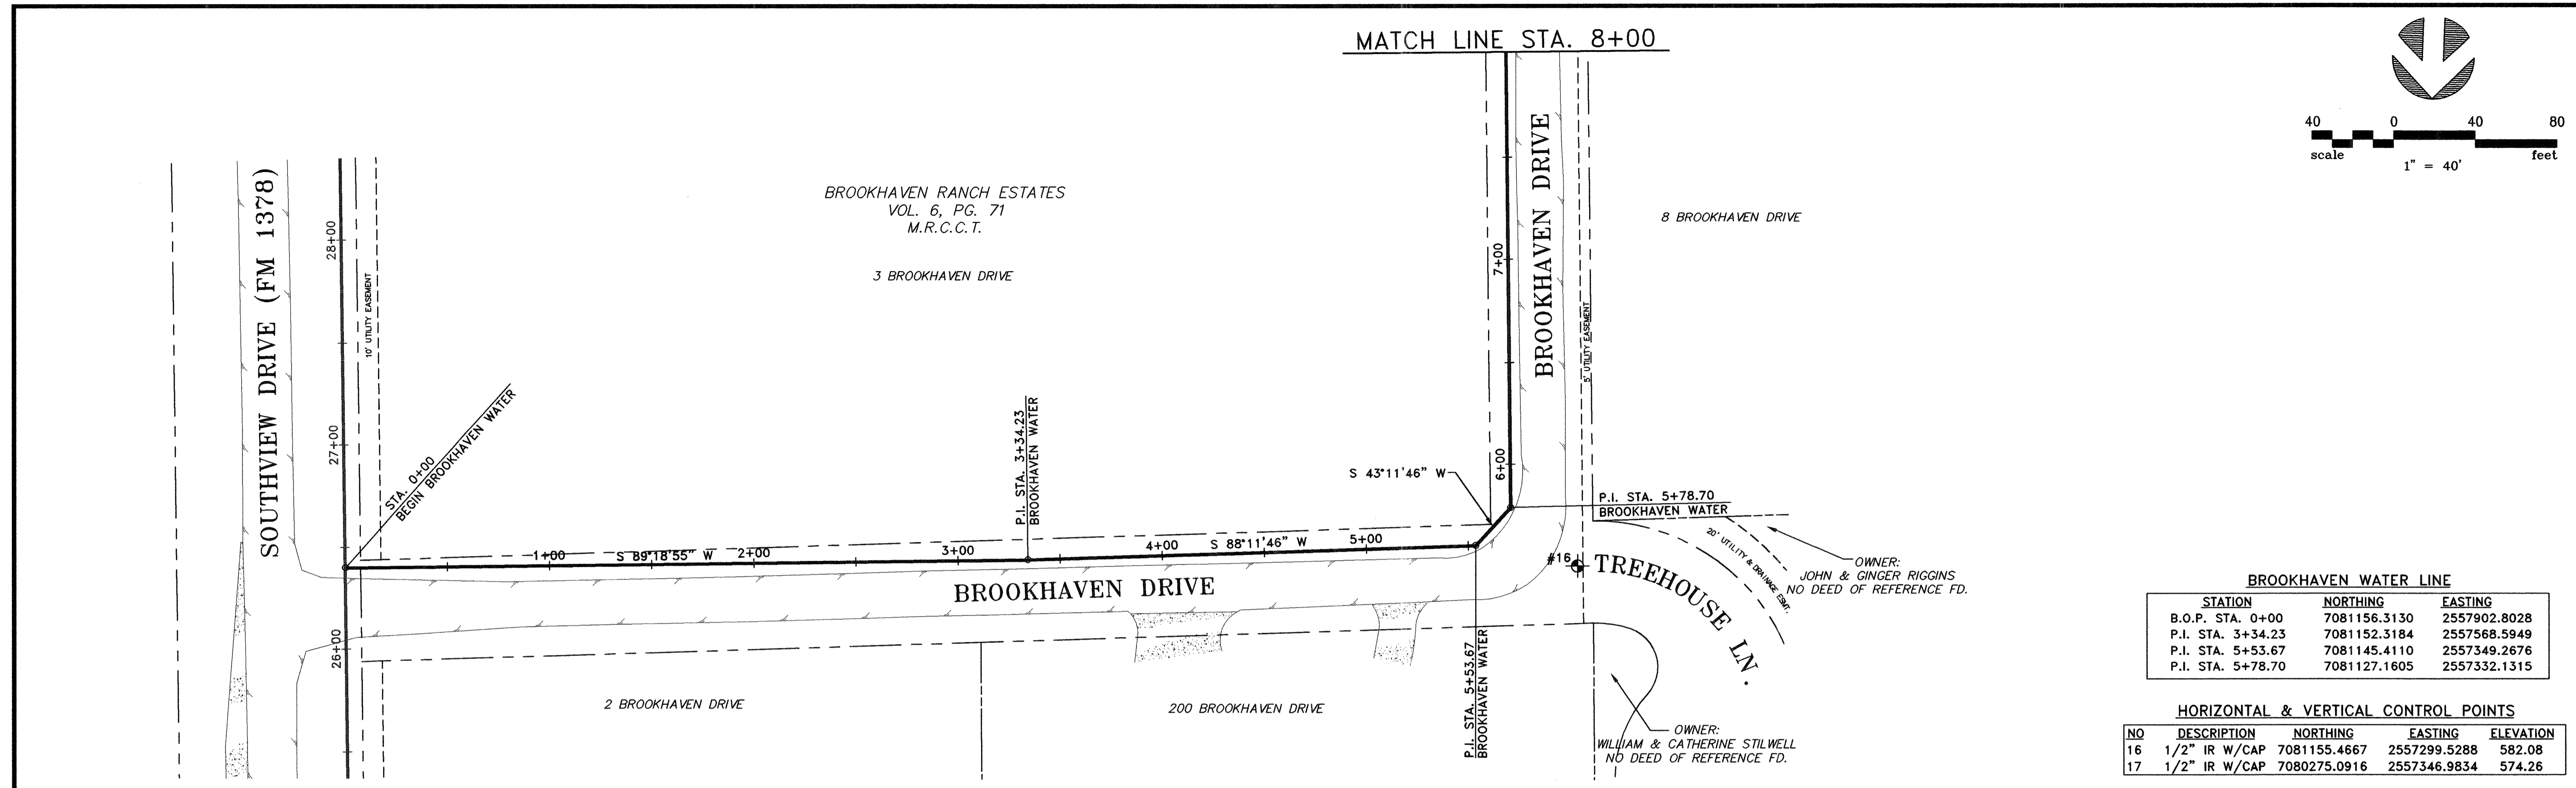 MATCH LINE STA. 8+00
40 0 40 80
scale feet
1" = 40'
SOUTHVIEW DRIVE (FM 1378)
28+00
27+00
26+00
10' UTILITY EASEMENT
BROOKHAVEN RANCH ESTATES
VOL. 6, PG. 71
M.R.C.C.T.
3 BROOKHAVEN DRIVE
BROOKHAVEN DRIVE
7+00
6+00
5' UTILITY EASEMENT
8 BROOKHAVEN DRIVE
STA. 0+00
BEGIN BROOKHAVEN WATER
P.I. STA. 3+34.23
BROOKHAVEN WATER
S 43°11'46" W
P.I. STA. 5+78.70
BROOKHAVEN WATER
1+00 S 89°18'55" W 2+00 3+00 4+00 S 88°11'46" W 5+00
BROOKHAVEN DRIVE
#16
TREEHOUSE LN.
20' UTILITY & DRAINAGE ESMT.
OWNER:
JOHN & GINGER RIGGINS
NO DEED OF REFERENCE FD.
P.I. STA. 5+53.67
BROOKHAVEN WATER
2 BROOKHAVEN DRIVE
200 BROOKHAVEN DRIVE
OWNER:
WILLIAM & CATHERINE STILWELL
NO DEED OF REFERENCE FD.
BROOKHAVEN WATER LINE
STATION NORTHING EASTING
B.O.P. STA. 0+00 7081156.3130 2557902.8028
P.I. STA. 3+34.23 7081152.3184 2557568.5949
P.I. STA. 5+53.67 7081145.4110 2557349.2676
P.I. STA. 5+78.70 7081127.1605 2557332.1315
HORIZONTAL & VERTICAL CONTROL POINTS
NO DESCRIPTION NORTHING EASTING ELEVATION
16 1/2" IR W/CAP 7081155.4667 2557299.5288 582.08
17 1/2" IR W/CAP 7080275.0916 2557346.9834 574.26